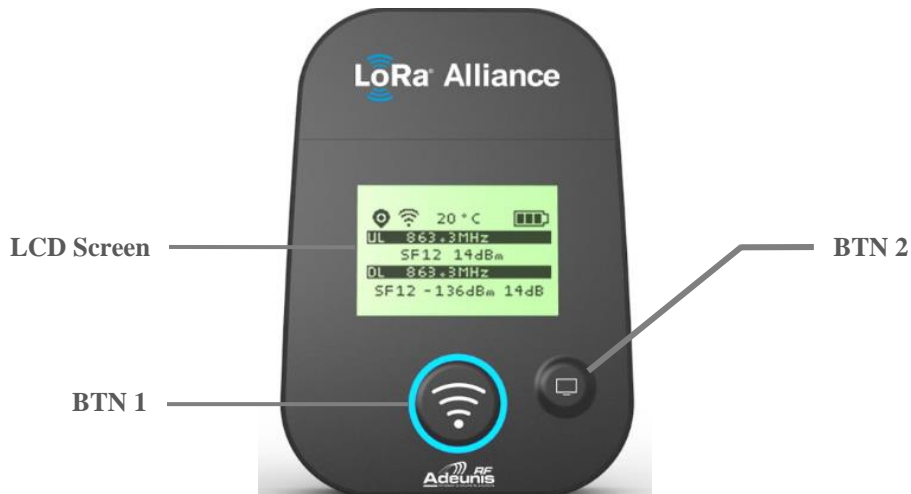 LoRa® Alliance
20°C
UL 863.3MHz
SF12 14dBm
DL 863.3MHz
SF12 -136dBm 14dB
LCD Screen
BTN 2
BTN 1
Adeunis RF